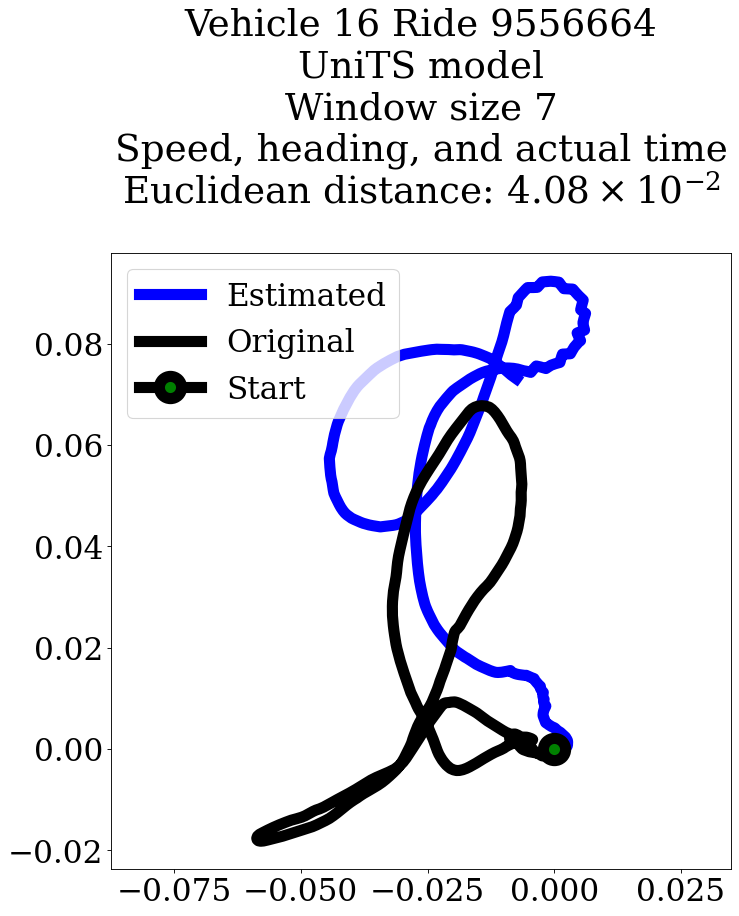 Vehicle 16 Ride 9556664
UniTS model
Window size 7
Speed, heading, and actual time
Euclidean distance: 4.08 × 10⁻²
Estimated
Original
Start
0.08
0.06
0.04
0.02
0.00
−0.02
−0.075 −0.050 −0.025 0.000 0.025